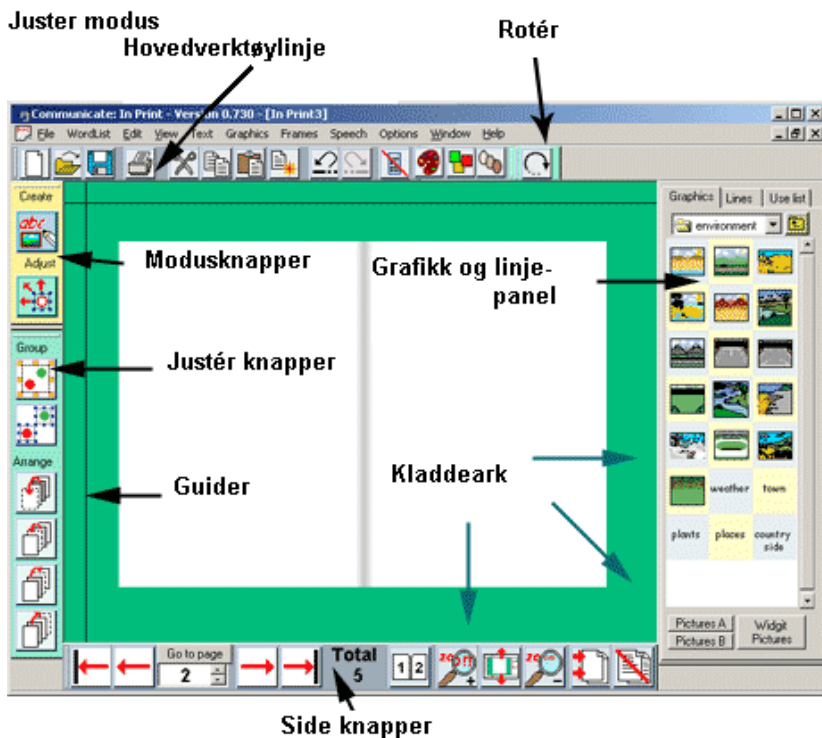 Juster modus
Hovedverktøylinje
Rotér
Communicate: In Print - Version 0.730 - [In Print3]
File WordList Edit View Text Graphics Frames Speech Options Window Help
Create
abc
Adjust
Group
Arrange
Modusknapper
Justér knapper
Guider
Grafikk og linje-
panel
Kladdeark
Graphics Lines Use list
environment
weather town
plants places country
side
Pictures A
Pictures B
Widgit
Pictures
Go to page
2
Total
5
1 2
Side knapper